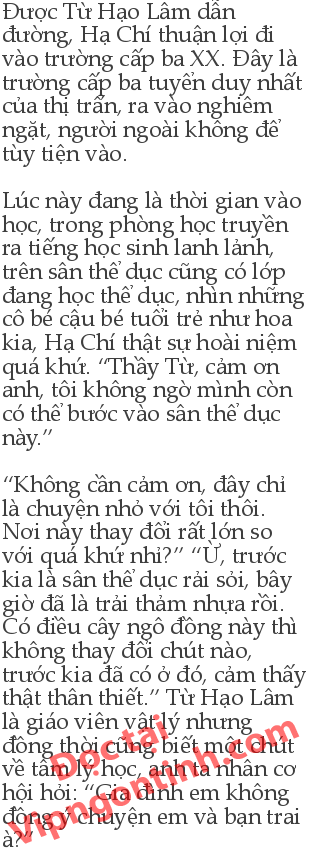 Được Từ Hạo Lâm dẫn
đường, Hạ Chí thuận lợi đi
vào trường cấp ba XX. Đây là
trường cấp ba tuyển duy nhất
của thị trấn, ra vào nghiêm
ngặt, người ngoài không để
tùy tiện vào.

Lúc này đang là thời gian vào
học, trong phòng học truyền
ra tiếng học sinh lanh lảnh,
trên sân thể dục cũng có lớp
đang học thể dục, nhìn những
cô bé cậu bé tuổi trẻ như hoa
kia, Hạ Chí thật sự hoài niệm
quá khứ. “Thầy Từ, cảm ơn
anh, tôi không ngờ mình còn
có thể bước vào sân thể dục
này.”

“Không cần cảm ơn, đây chỉ
là chuyện nhỏ với tôi thôi.
Nơi này thay đổi rất lớn so
với quá khứ nhỉ?” “Ừ, trước
kia là sân thể dục rải sỏi, bây
giờ đã là trải thảm nhựa rồi.
Có điều cây ngô đồng này thì
không thay đổi chút nào,
trước kia đã có ở đó, cảm thấy
thật thân thiết.” Từ Hạo Lâm
là giáo viên vật lý nhưng
đồng thời cũng biết một chút
về tâm lý học, anh ta nhân cơ
hội hỏi: “Gia đình em không
đồng ý chuyện em và bạn trai
à?”
Đọc tại
vipngontinh.com